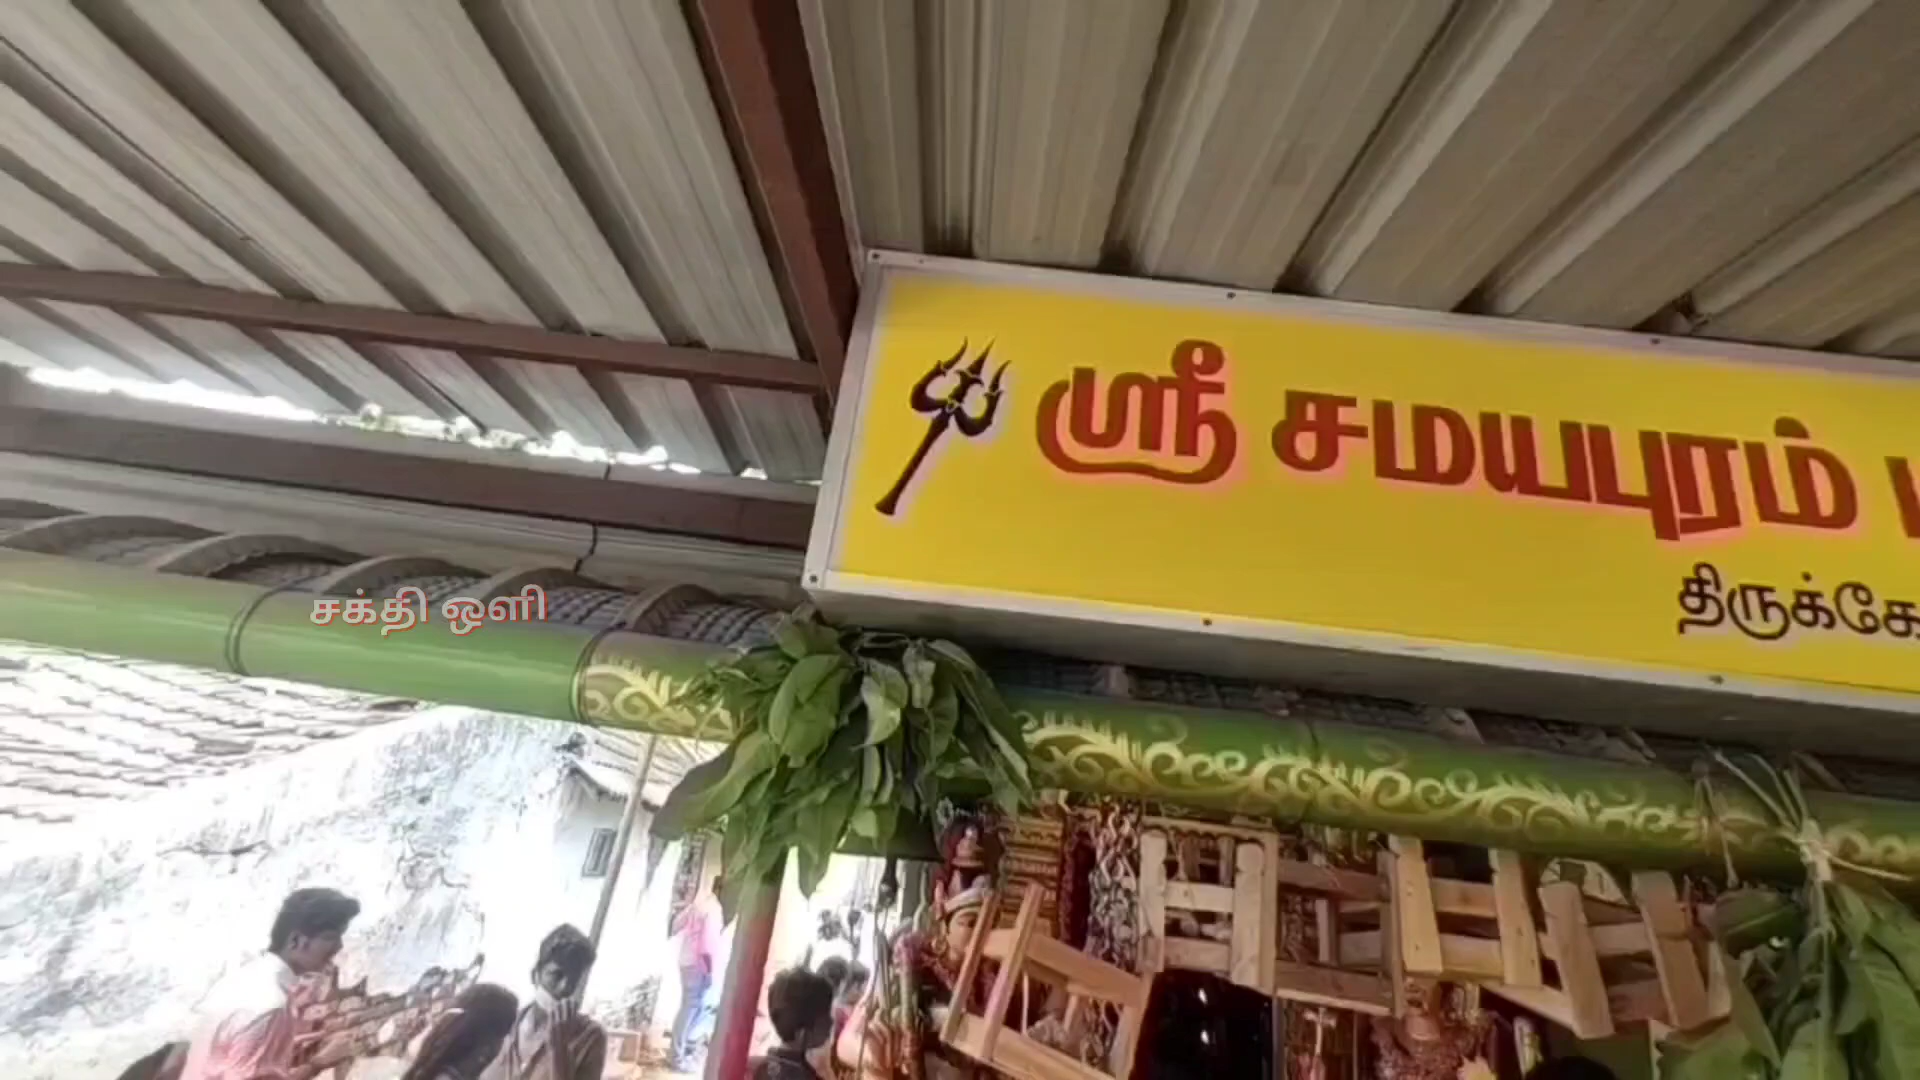 ஸ்ரீ சமயபுரம்
திருக்கோ
சக்தி ஒளி